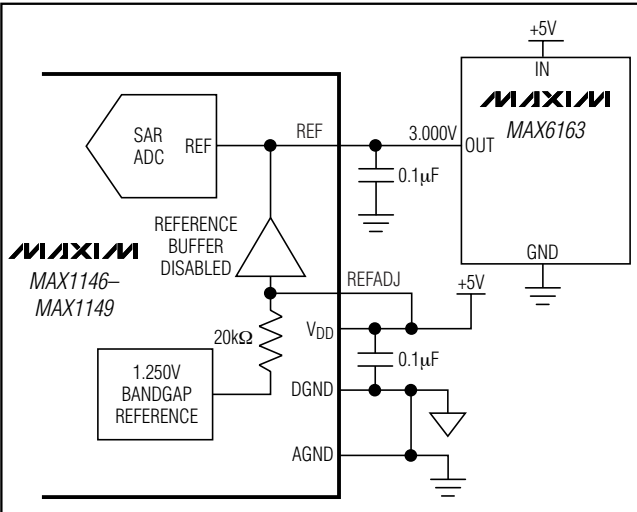 +5V
IN
MAXIM
MAX6163
OUT
GND
3.000V
REF
0.1μF
SAR
ADC
REF
REFERENCE
BUFFER
DISABLED
MAXIM
MAX1146–
MAX1149
REFADJ
+5V
20kΩ
VDD
0.1μF
1.250V
BANDGAP
REFERENCE
DGND
AGND